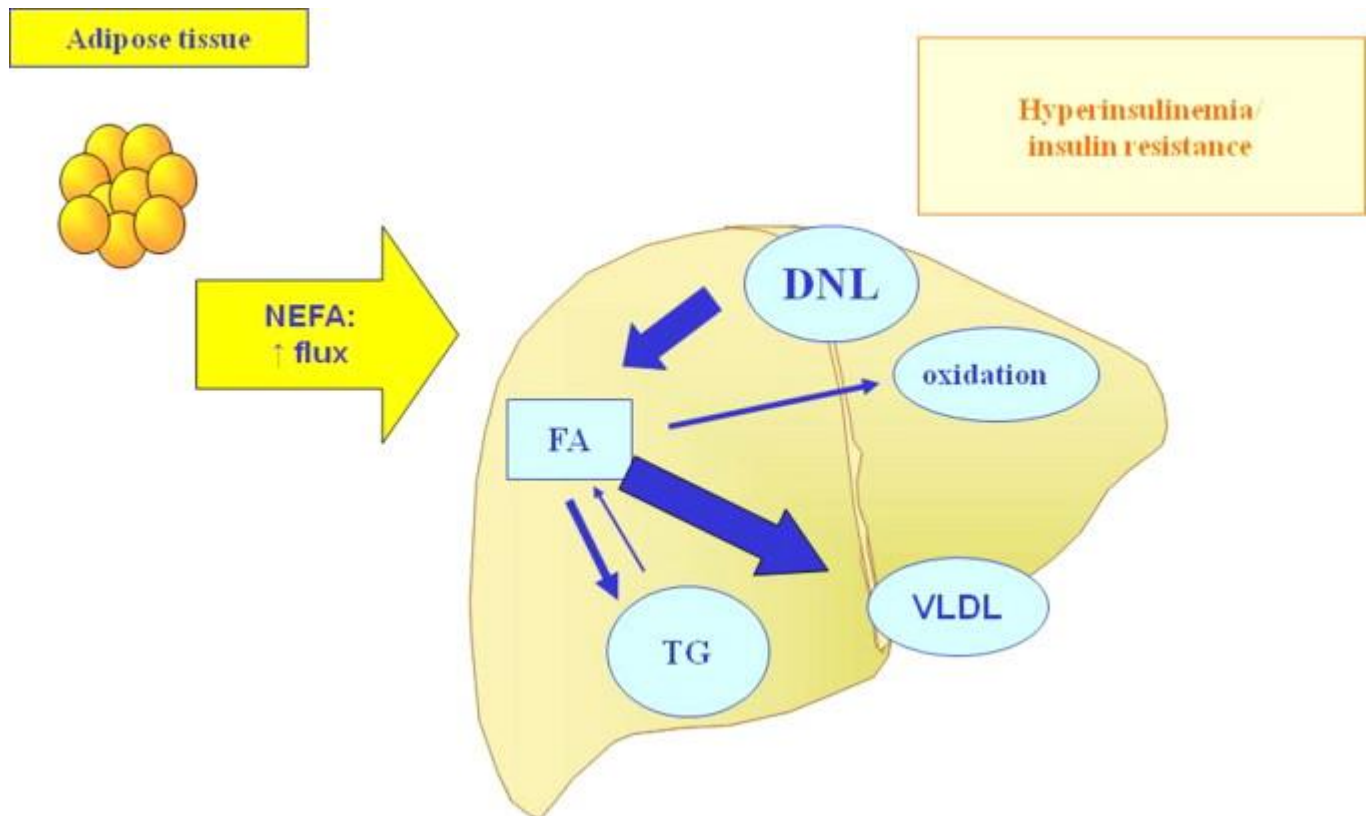 Adipose tissue
Hyperinsulinemia/
insulin resistance
NEFA:
↑ flux
DNL
oxidation
FA
VLDL
TG